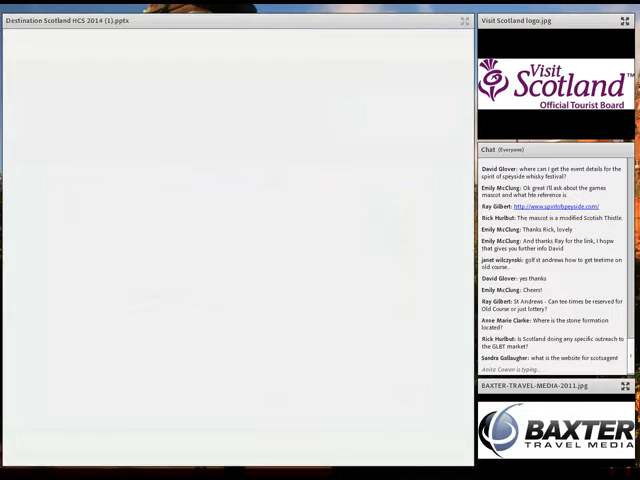 Destination Scotland HCS 2014 (1).pptx
Visit Scotland logo.jpg
Visit
Scotland™
Official Tourist Board
Chat (Everyone)
David Glover: where can I get the event details for the
spirit of speyside whisky festival?
Emily McClung: Ok great I'll ask about the games
mascot and what hte reference is
Ray Gilbert: http://www.spiritofspeyside.com/
Rick Hurlbut: The mascot is a modified Scotish Thistle.
Emily McClung: Thanks Rick, lovely
Emily McClung: And thanks Ray for the link, I hopw
that gives you further info David
janet wilczynski: golf st andrews how to get teetime on
old course..
David Glover: yes thanks
Emily McClung: Cheers!
Ray Gilbert: St Andrews - Can tee-times be reserved for
Old Course or just lottery?
Anne Marie Clarke: Where is the stone formation
located?
Rick Hurlbut: Is Scotland doing any specific outreach to
the GLBT market?
Sandra Gallaugher: what is the website for scotsagent
Anita Cowen is typing...
BAXTER-TRAVEL-MEDIA-2011.jpg
BAXTER
TRAVEL MEDIA